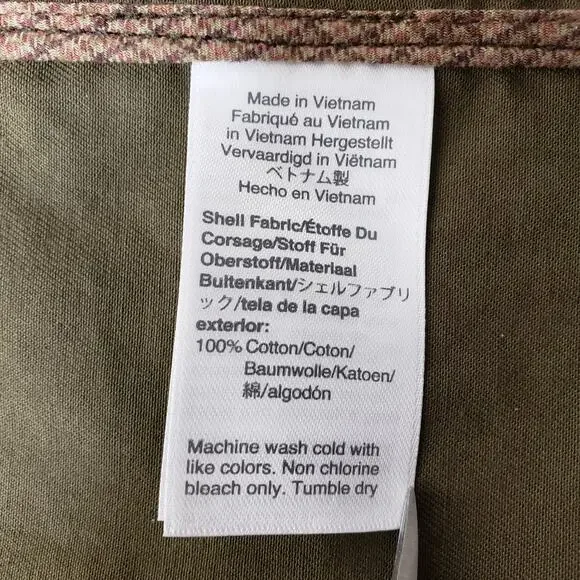 Made in Vietnam
Fabriqué au Vietnam
in Vietnam Hergestellt
Vervaardigd in Viëtnam
ベトナム製
Hecho en Vietnam
Shell Fabric/Étoffe Du
Corsage/Stoff Für
Oberstoff/Materiaal
Buitenkant/シェルファブリ
ック/tela de la capa
exterior:
100% Cotton/Coton/
Baumwolle/Katoen/
綿/algodón
Machine wash cold with
like colors. Non chlorine
bleach only. Tumble dry